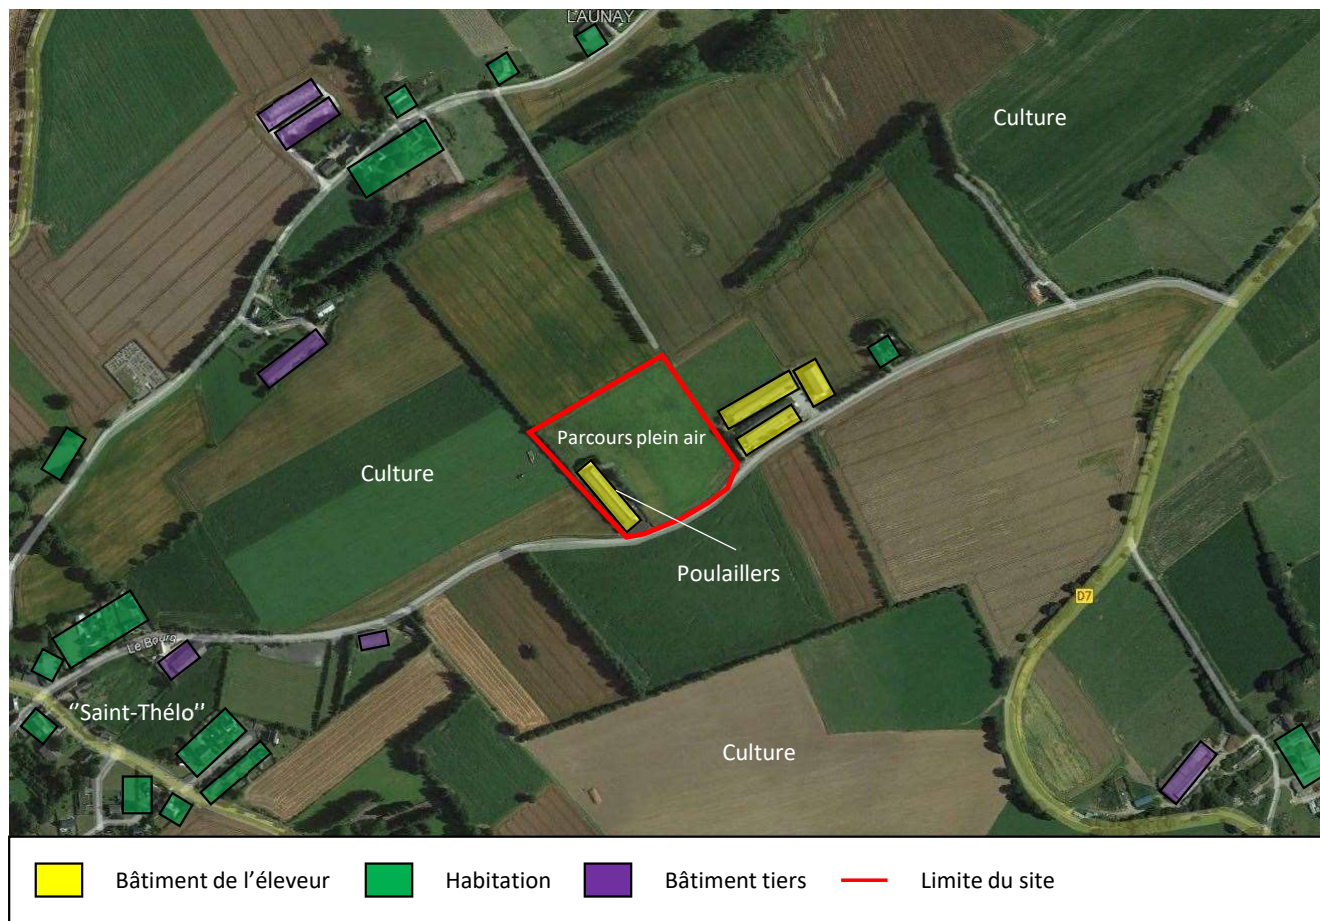 LAUNAY
Culture
Parcours plein air
Culture
Poulaillers
D7
Le Bourg
‘’Saint-Thélo’’
Culture
Bâtiment de l’éleveur
Habitation
Bâtiment tiers
Limite du site